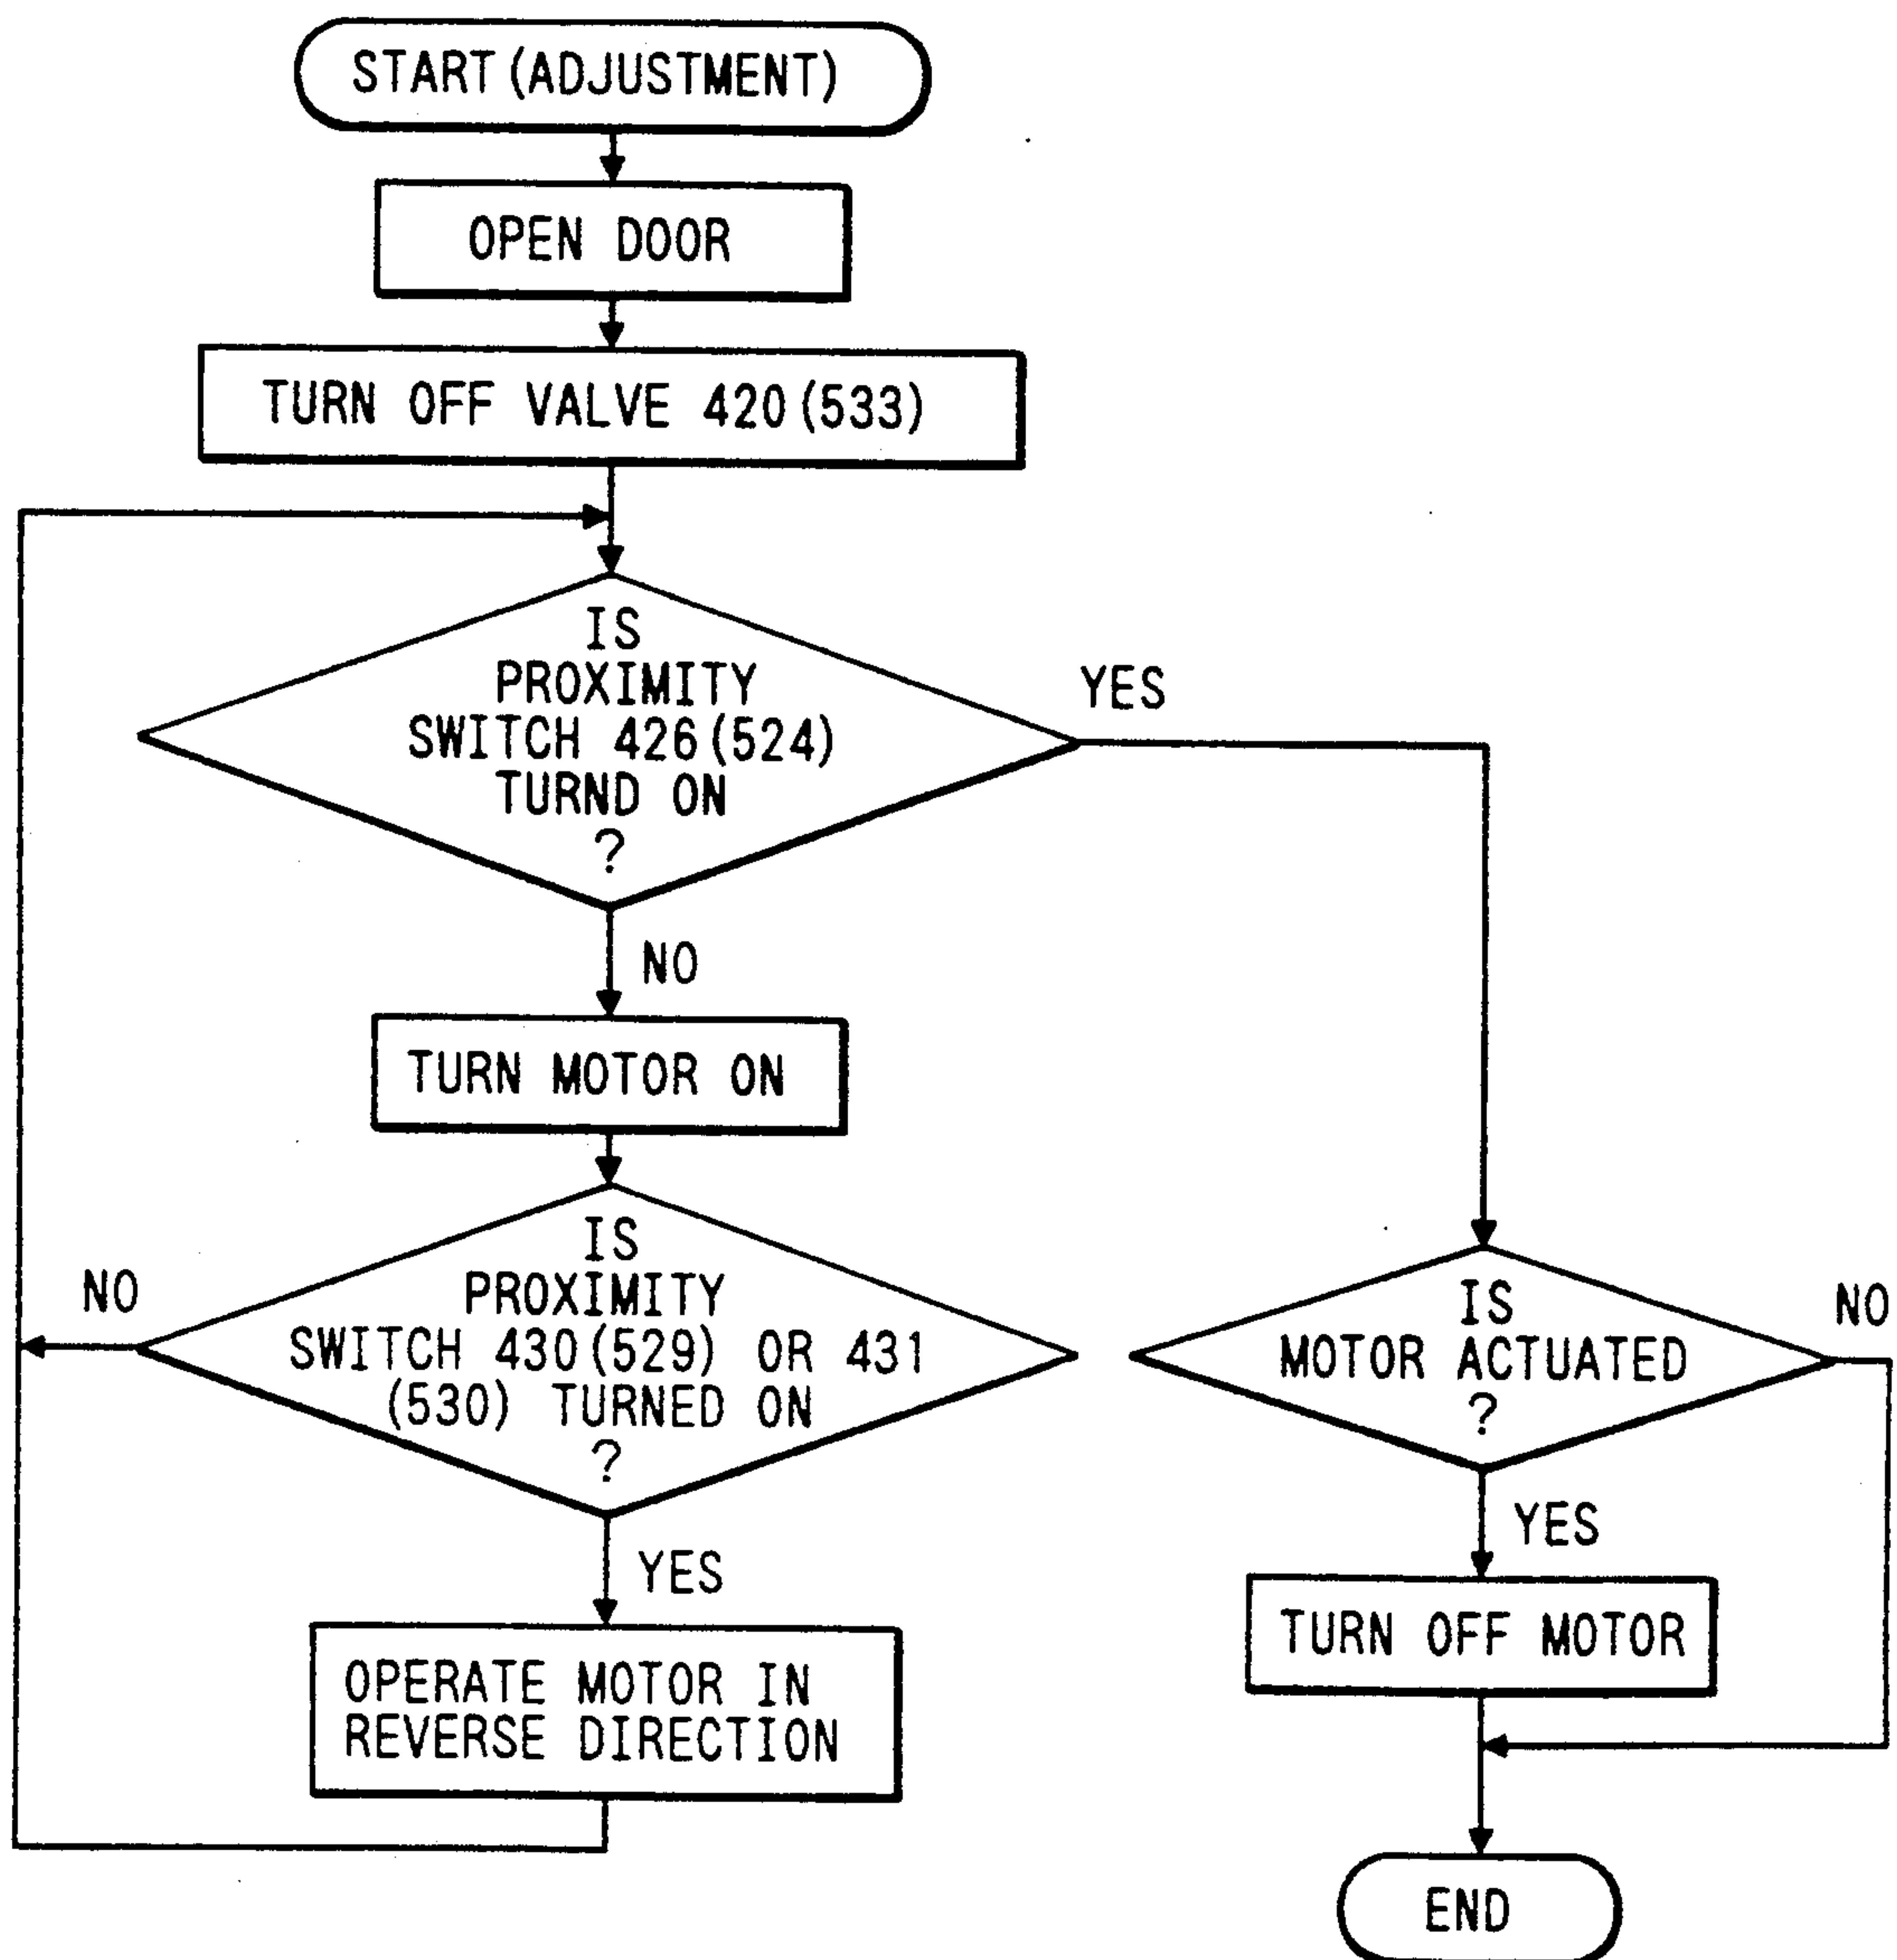 START(ADJUSTMENT)
OPEN DOOR
TURN OFF VALVE 420(533)
IS
PROXIMITY
SWITCH 426(524)
TURND ON
?
YES
NO
TURN MOTOR ON
IS
PROXIMITY
SWITCH 430(529) OR 431
(530) TURNED ON
?
NO
YES
OPERATE MOTOR IN
REVERSE DIRECTION
IS
MOTOR ACTUATED
?
NO
YES
TURN OFF MOTOR
END